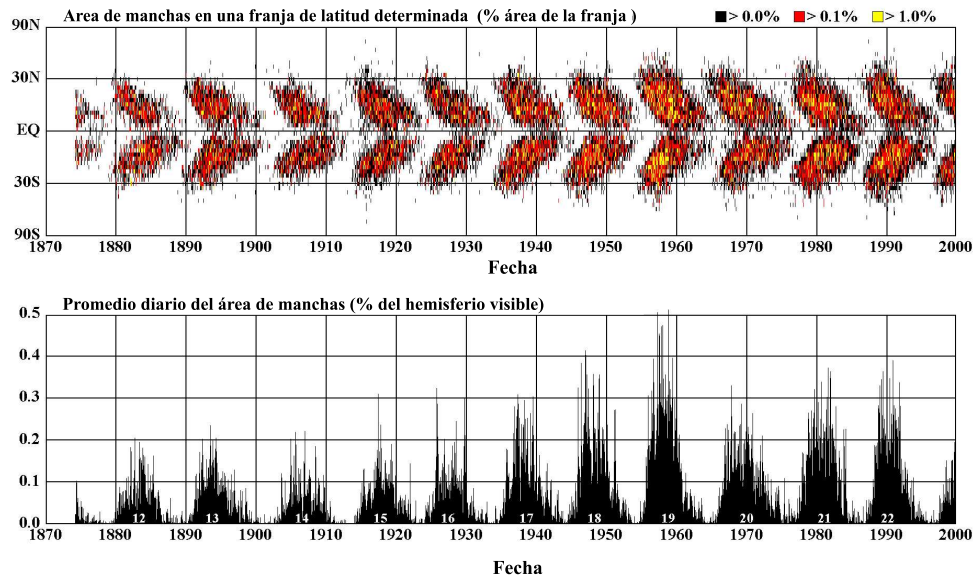 Area de manchas en una franja de latitud determinada (% área de la franja )
> 0.0% > 0.1% > 1.0%
90N
30N
EQ
30S
90S
1870 1880 1890 1900 1910 1920 1930 1940 1950 1960 1970 1980 1990 2000
Fecha
Promedio diario del área de manchas (% del hemisferio visible)
0.5
0.4
0.3
0.2
0.1
0.0
12 13 14 15 16 17 18 19 20 21 22
1870 1880 1890 1900 1910 1920 1930 1940 1950 1960 1970 1980 1990 2000
Fecha